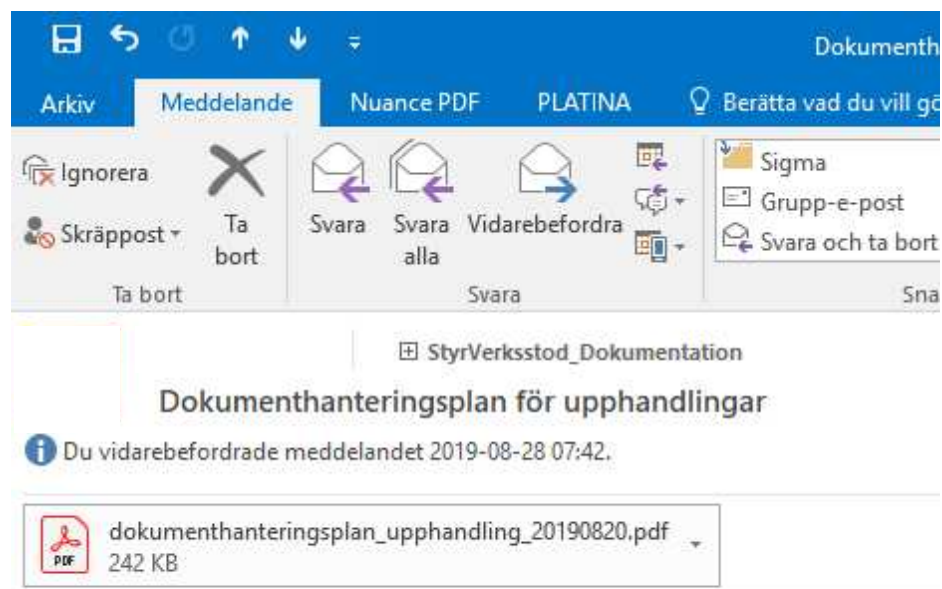 Dokumenth
Arkiv Meddelande Nuance PDF PLATINA Berätta vad du vill gö
Ignorera
Skräppost
Ta
bort
Svara
Svara
alla
Vidarebefordra
Sigma
Grupp-e-post
Svara och ta bort
Ta bort Svara Sna
StyrVerksstod_Dokumentation
Dokumenthanteringsplan för upphandlingar
Du vidarebefordrade meddelandet 2019-08-28 07:42.
dokumenthanteringsplan_upphandling_20190820.pdf
PDF
242 KB